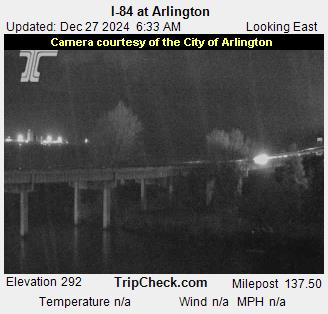 I-84 at Arlington
Updated: Dec 27 2024 6:33 AM Looking East
Camera courtesy of the City of Arlington
Elevation 292 TripCheck.com Milepost 137.50
Temperature n/a Wind n/a MPH n/a